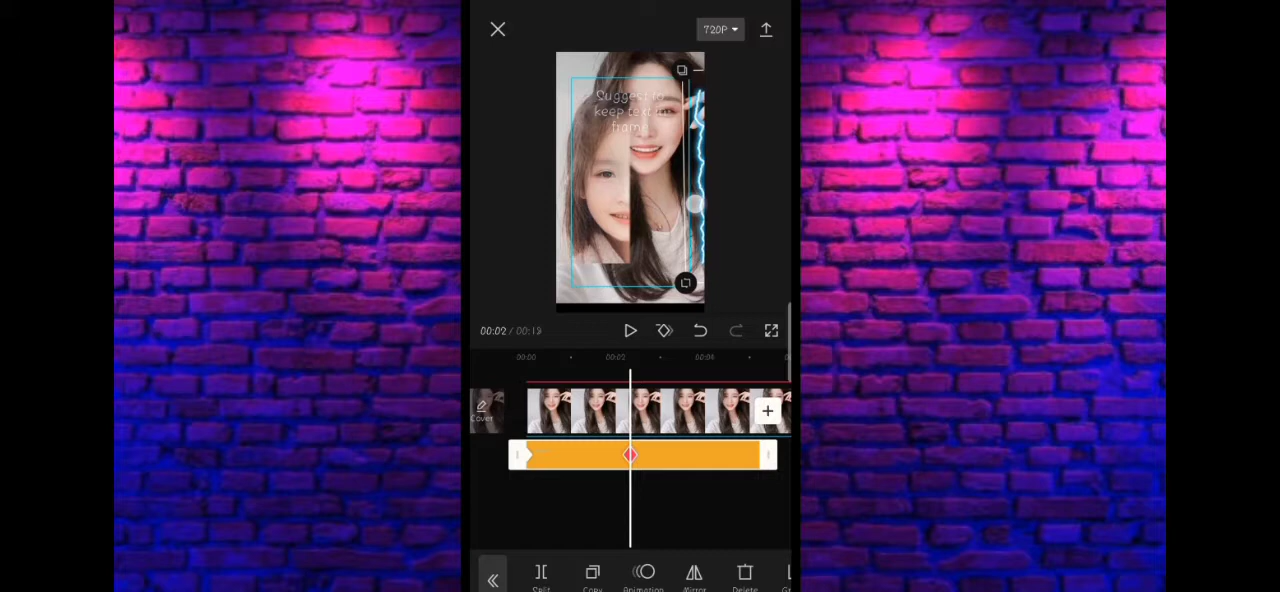 720P
Suggest to
keep text in
frame
00:02 / 00:19
00:00
00:02
00:04
Cover
Split
Copy
Animation
Mirror
Delete